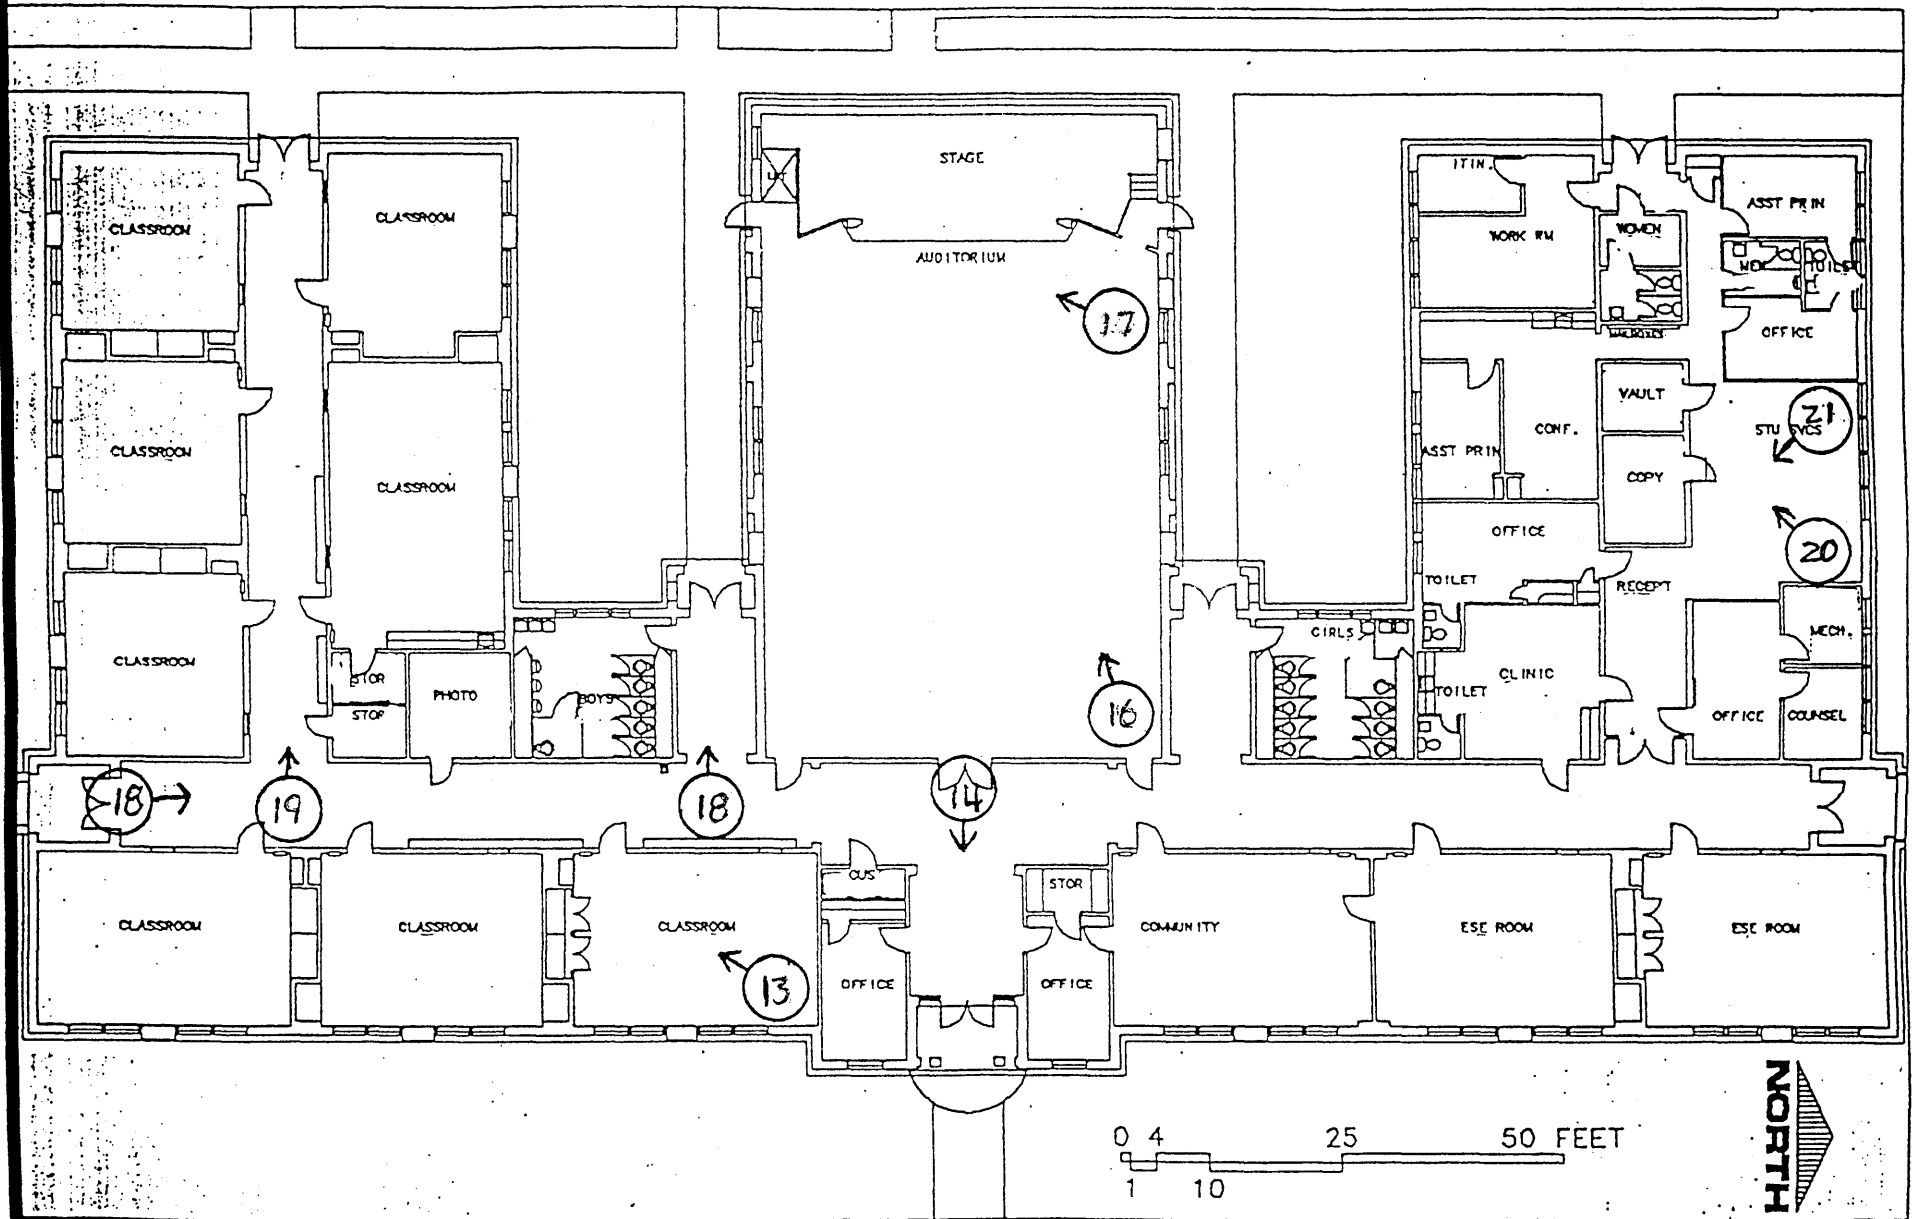 STAGE
ITIN.
LIFT
CLASSROOM
CLASSROOM
ASST PRIN
WORK RM
WOMEN
AUDITORIUM
MEN
TOILET
17
MAILBOXES
OFFICE
VAULT
21
STU SVCS
CONF.
CLASSROOM
ASST PRIN
COPY
CLASSROOM
OFFICE
20
TOILET
RECEPT
GIRLS
MECH.
CLASSROOM
CLINIC
STOR
PHOTO
BOYS
TOILET
STOR
16
OFFICE
COUNSEL
18
19
18
14
CUS
STOR
CLASSROOM
CLASSROOM
CLASSROOM
COMMUNITY
ESE ROOM
ESE ROOM
13
OFFICE
OFFICE
NORTH
0 4 25 50 FEET
1 10